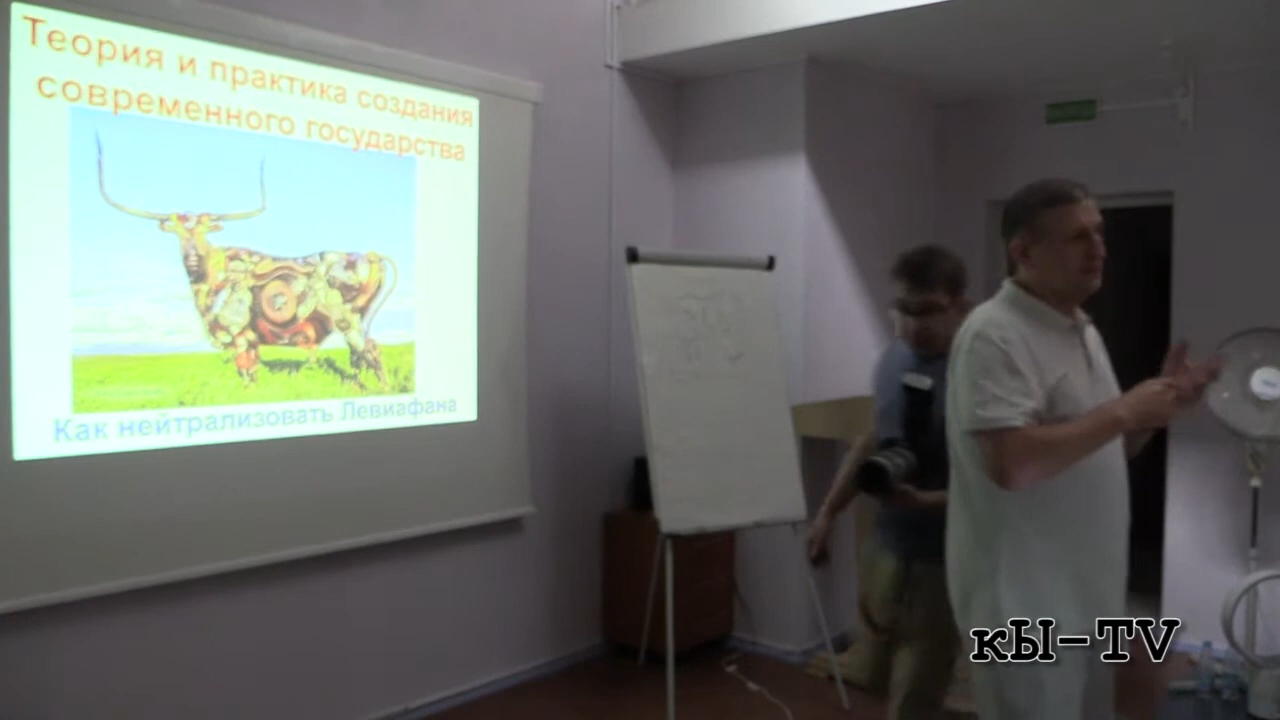 Теория и практика создания
современного государства
Как нейтрализовать Левиафана
кЫ-TV